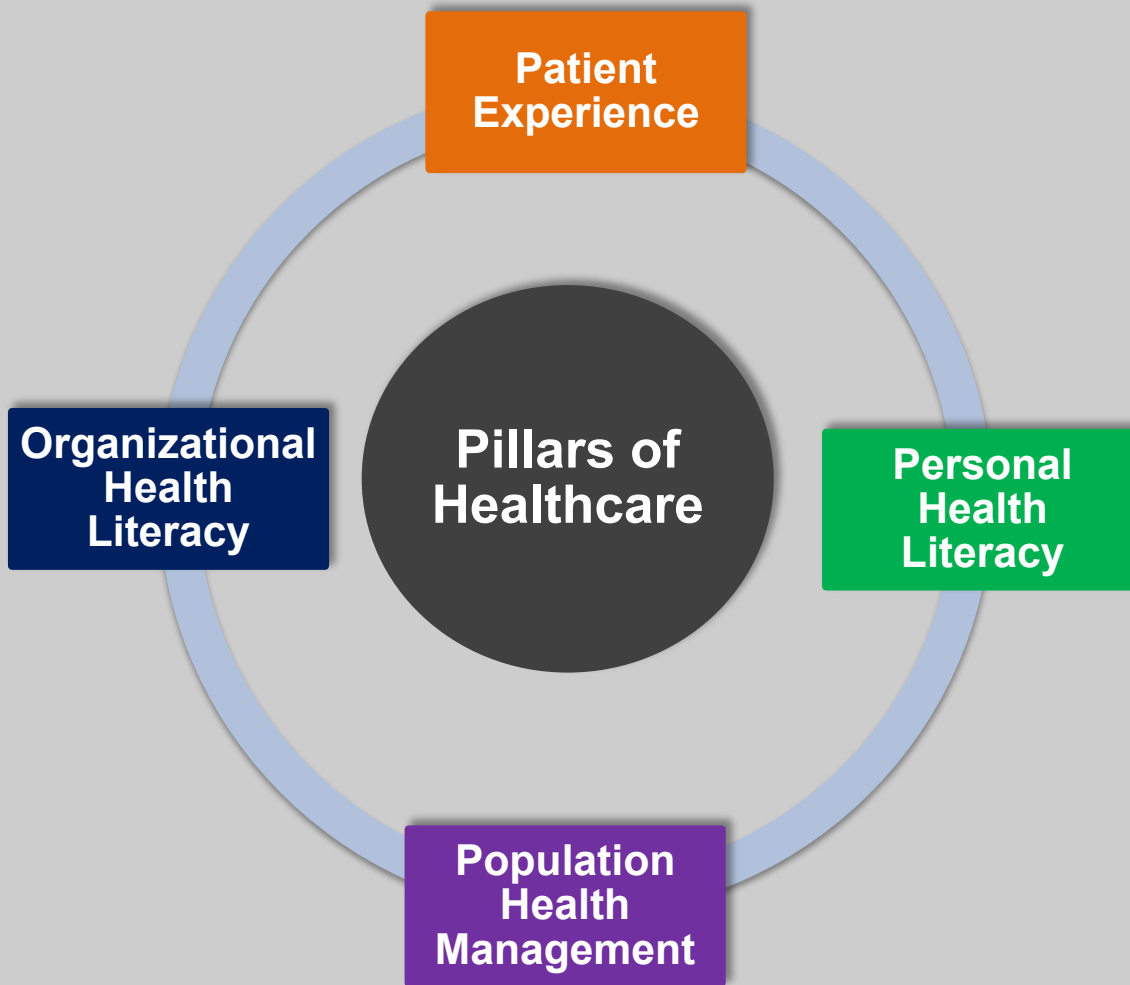 Patient
Experience
Organizational
Health
Literacy
Pillars of
Healthcare
Personal
Health
Literacy
Population
Health
Management